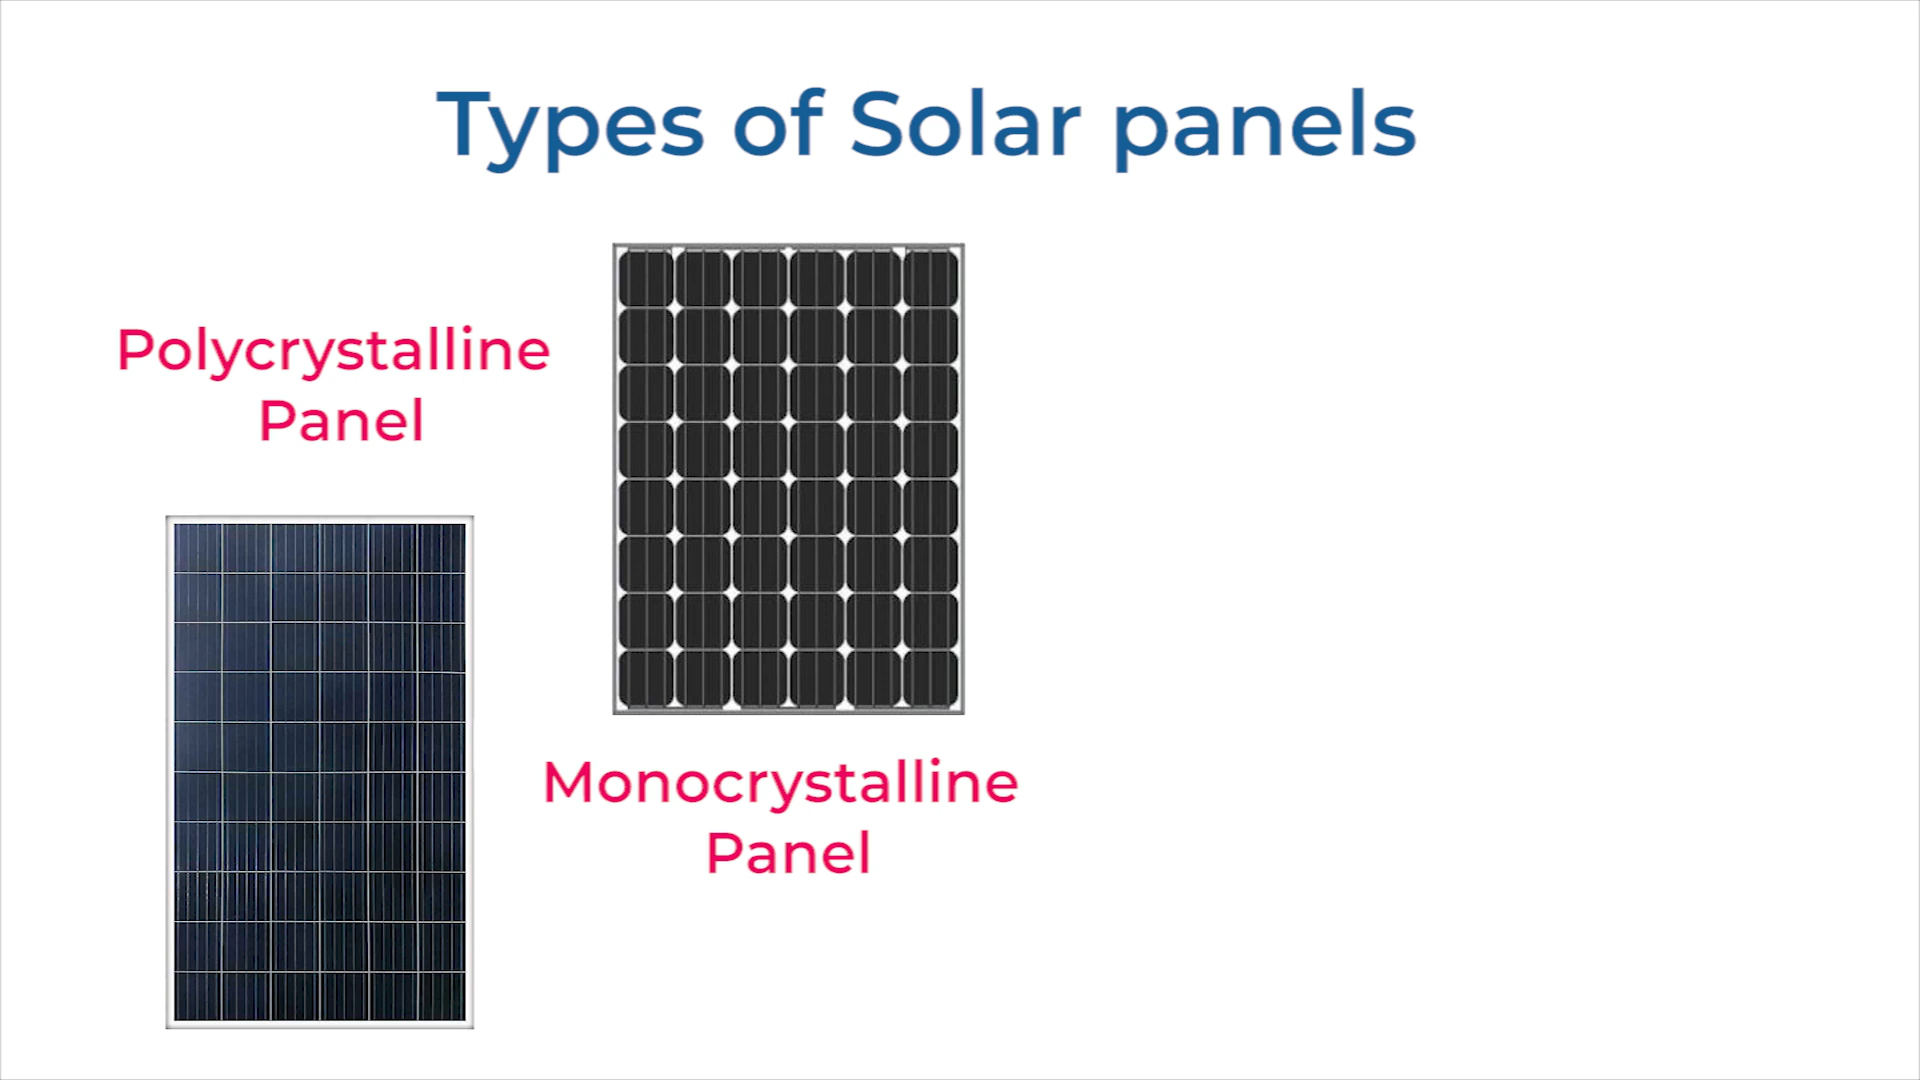 Types of Solar panels
Polycrystalline
Panel
Monocrystalline
Panel